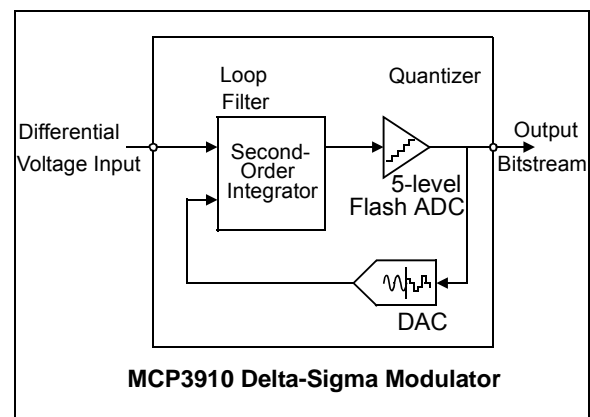 Loop
Filter
Quantizer
Differential
Voltage Input
Second-
Order
Integrator
5-level
Flash ADC
Output
Bitstream
DAC
MCP3910 Delta-Sigma Modulator